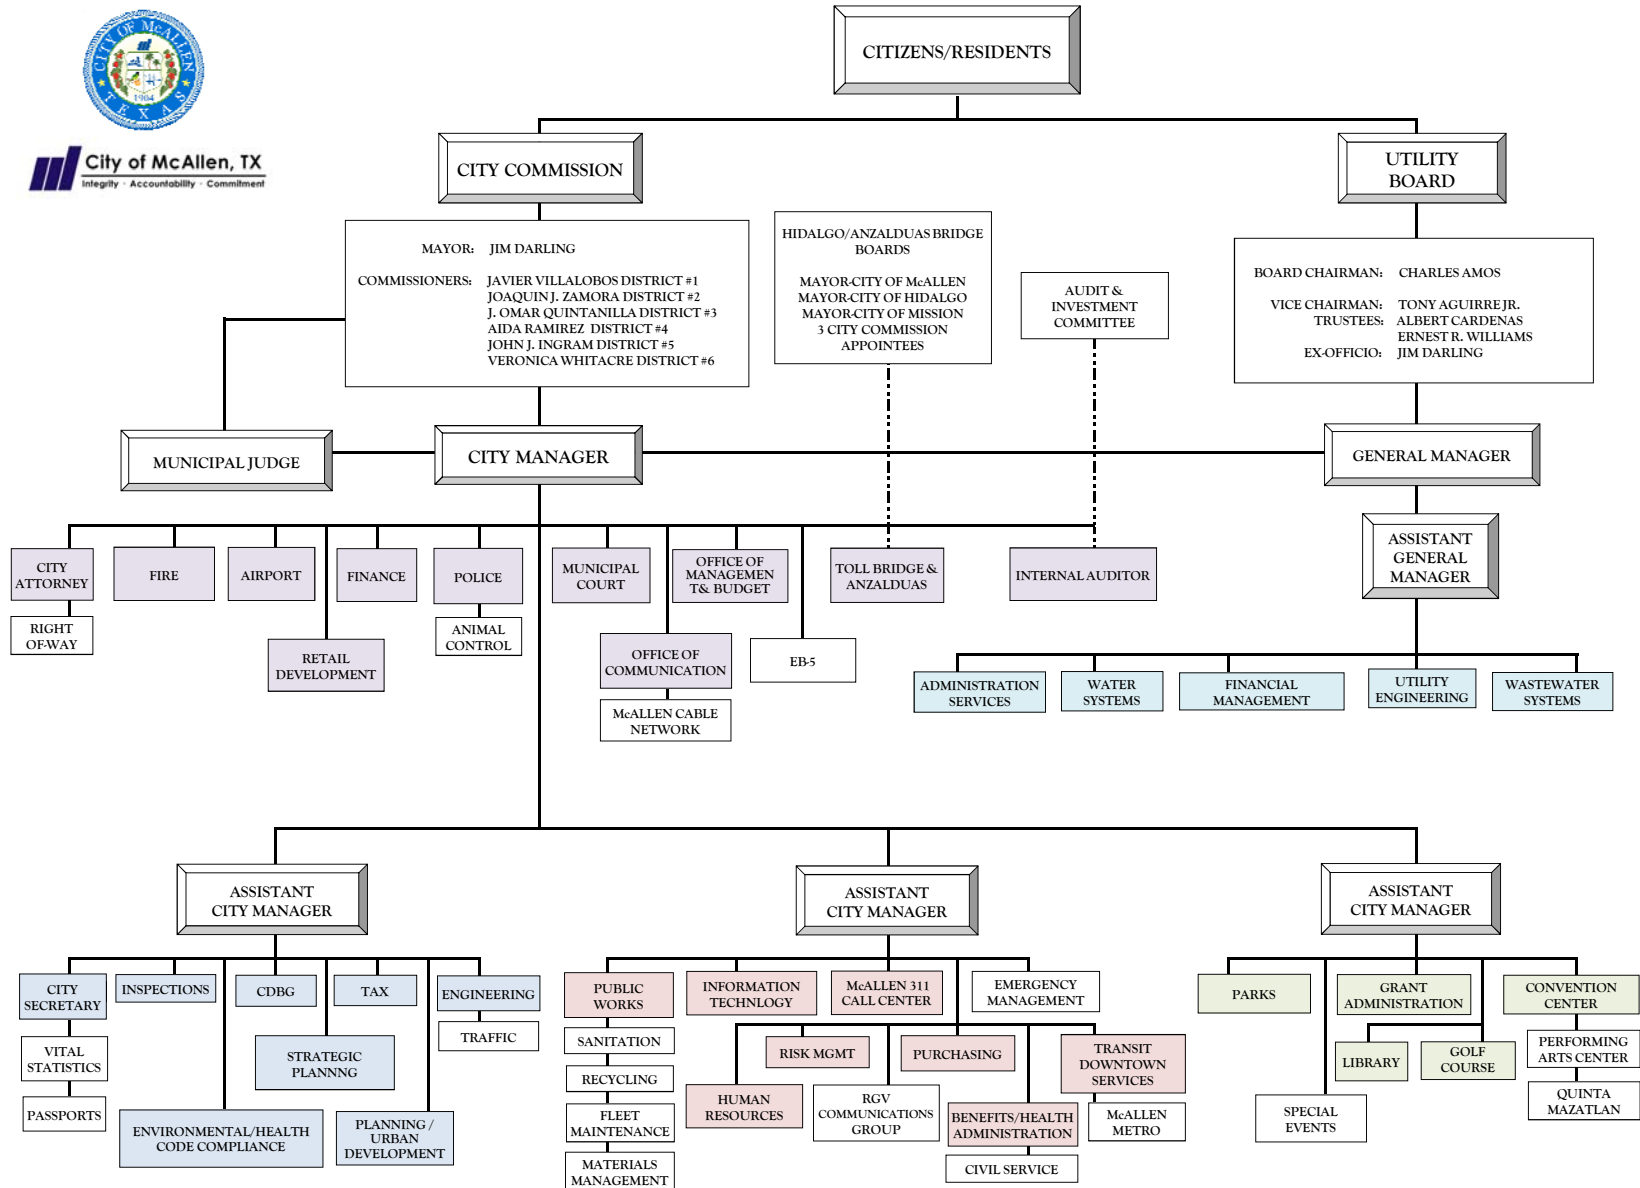 CITY OF McALLEN
TEXAS
1904
City of McAllen, TX
Integrity · Accountability · Commitment
CITIZENS/RESIDENTS
CITY COMMISSION
UTILITY
BOARD
MAYOR: JIM DARLING
COMMISSIONERS: JAVIER VILLALOBOS DISTRICT #1
JOAQUIN J. ZAMORA DISTRICT #2
J. OMAR QUINTANILLA DISTRICT #3
AIDA RAMIREZ DISTRICT #4
JOHN J. INGRAM DISTRICT #5
VERONICA WHITACRE DISTRICT #6
HIDALGO/ANZALDUAS BRIDGE
BOARDS
MAYOR-CITY OF McALLEN
MAYOR-CITY OF HIDALGO
MAYOR-CITY OF MISSION
3 CITY COMMISSION
APPOINTEES
AUDIT &
INVESTMENT
COMMITTEE
BOARD CHAIRMAN: CHARLES AMOS
VICE CHAIRMAN: TONY AGUIRRE JR.
TRUSTEES: ALBERT CARDENAS
ERNEST R. WILLIAMS
EX-OFFICIO: JIM DARLING
MUNICIPAL JUDGE
CITY MANAGER
GENERAL MANAGER
ASSISTANT
GENERAL
MANAGER
CITY
ATTORNEY
FIRE
AIRPORT
FINANCE
POLICE
MUNICIPAL
COURT
OFFICE OF
MANAGEMEN
T& BUDGET
TOLL BRIDGE &
ANZALDUAS
INTERNAL AUDITOR
RIGHT
OF-WAY
RETAIL
DEVELOPMENT
ANIMAL
CONTROL
OFFICE OF
COMMUNICATION
EB-5
McALLEN CABLE
NETWORK
ADMINISTRATION
SERVICES
WATER
SYSTEMS
FINANCIAL
MANAGEMENT
UTILITY
ENGINEERING
WASTEWATER
SYSTEMS
ASSISTANT
CITY MANAGER
ASSISTANT
CITY MANAGER
ASSISTANT
CITY MANAGER
CITY
SECRETARY
INSPECTIONS
CDBG
TAX
ENGINEERING
VITAL
STATISTICS
PASSPORTS
STRATEGIC
PLANNNG
TRAFFIC
ENVIRONMENTAL/HEALTH
CODE COMPLIANCE
PLANNING /
URBAN
DEVELOPMENT
PUBLIC
WORKS
INFORMATION
TECHNLOGY
McALLEN 311
CALL CENTER
EMERGENCY
MANAGEMENT
SANITATION
RECYCLING
FLEET
MAINTENANCE
MATERIALS
MANAGEMENT
RISK MGMT
PURCHASING
TRANSIT
DOWNTOWN
SERVICES
HUMAN
RESOURCES
RGV
COMMUNICATIONS
GROUP
BENEFITS/HEALTH
ADMINISTRATION
McALLEN
METRO
CIVIL SERVICE
PARKS
GRANT
ADMINISTRATION
CONVENTION
CENTER
LIBRARY
GOLF
COURSE
PERFORMING
ARTS CENTER
SPECIAL
EVENTS
QUINTA
MAZATLAN